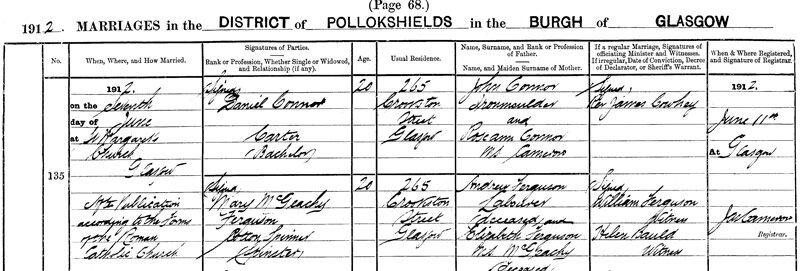 (Page 68.)
1912. MARRIAGES in the DISTRICT of POLLOKSHIELDS in the BURGH of GLASGOW
No.
When, Where, and How Married.
Signatures of Parties.
Rank or Profession, Whether Single or Widowed, and Relationship (if any).
Age.
Usual Residence.
Name, Surname, and Rank or Profession of Father.
Name, and Maiden Surname of Mother.
If a regular Marriage, Signatures of officiating Minister and Witnesses.
If irregular, Date of Conviction, Decree of Declarator, or Sheriff's Warrant.
When & Where Registered, and Signature of Registrar.
135
1912.
on the Seventh
day of June
at St Margaret's
Church
Glasgow
After Publication
according to the Forms
of the Roman
Catholic Church
(Signed)
Daniel Connor
Carter
(Bachelor)
(Signed)
Mary McGeachy
Ferguson
Cotton Spinner
(Spinster)
20
20
265
Crookston
Street
Glasgow
265
Crookston
Street
Glasgow
John Connor
Ironmoulder
and
Rose ann Connor
M.S. Cameron
Andrew Ferguson
Labourer
deceased and
Elizabeth Ferguson
M.S. McGeachy
Deceased
(Signed)
Rev James
(Signed)
William Ferguson
Witness
Helen Bauld
Witness
1912.
June 11th
At Glasgow
Jas Cameron
Registrar.